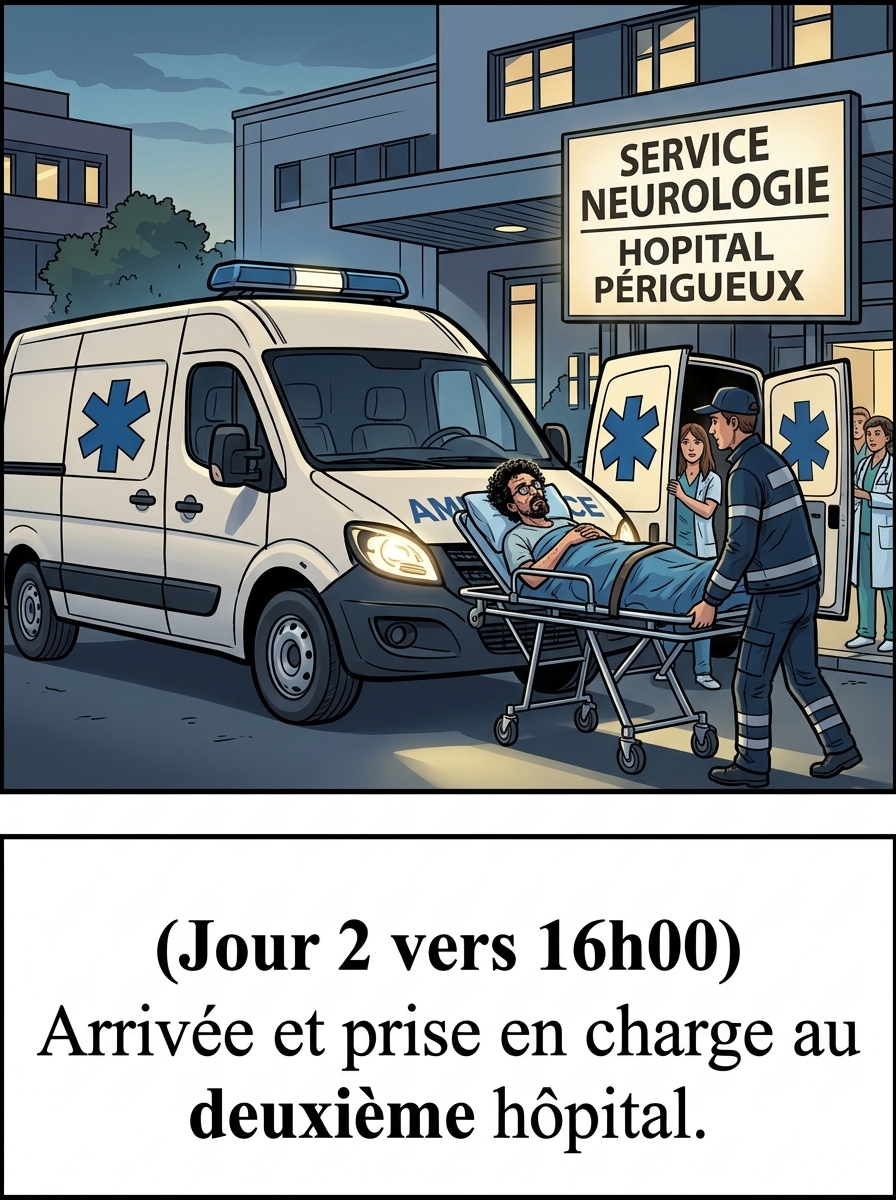 SERVICE
NEUROLOGIE
HOPITAL
PÉRIGUEUX
(Jour 2 vers 16h00)
Arrivée et prise en charge au
deuxième hôpital.